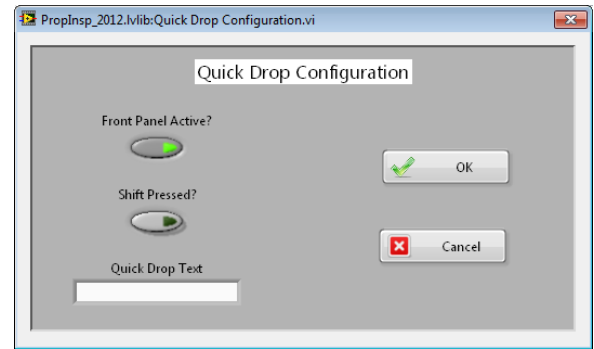 PropInsp_2012.lvlib:Quick Drop Configuration.vi
Quick Drop Configuration
Front Panel Active?
OK
Shift Pressed?
Cancel
Quick Drop Text